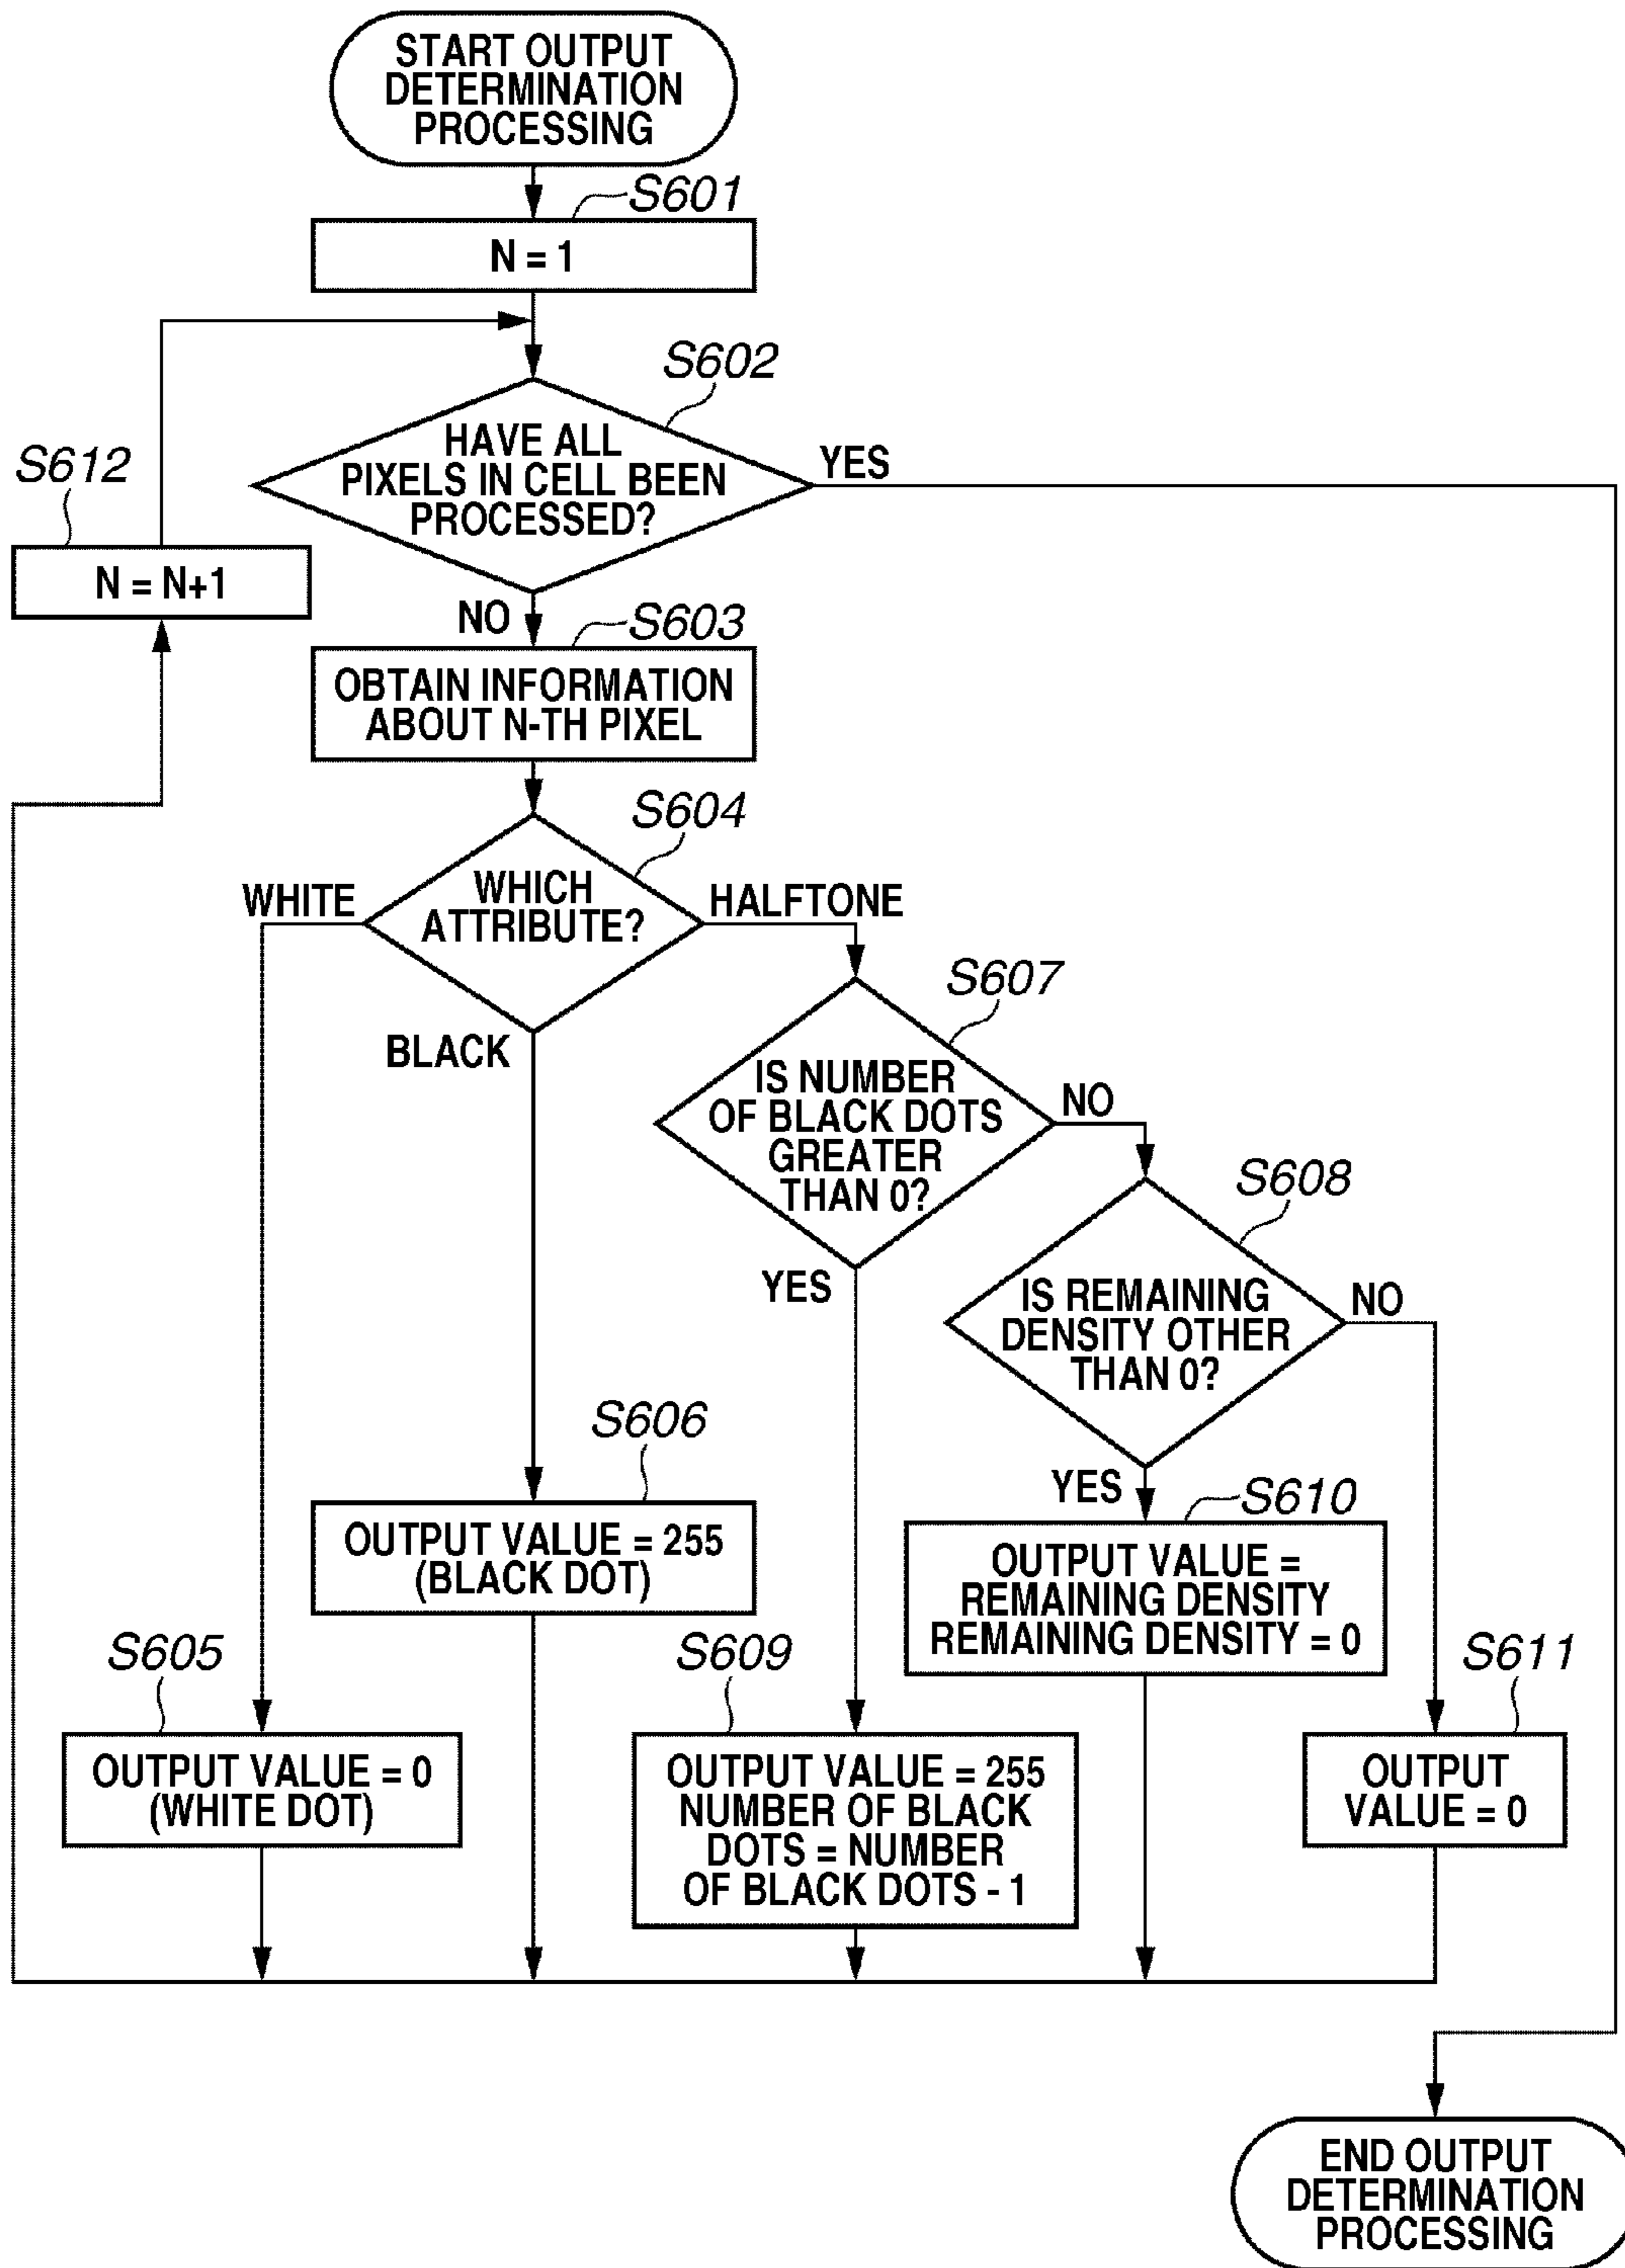 START OUTPUT
DETERMINATION
PROCESSING
S601
N = 1
S602
HAVE ALL
PIXELS IN CELL BEEN
PROCESSED?
YES
S612
N = N+1
NO
S603
OBTAIN INFORMATION
ABOUT N-TH PIXEL
S604
WHICH
ATTRIBUTE?
WHITE
HALFTONE
BLACK
S607
IS NUMBER
OF BLACK DOTS
GREATER
THAN 0?
NO
YES
S608
IS REMAINING
DENSITY OTHER
THAN 0?
NO
YES
S606
OUTPUT VALUE = 255
(BLACK DOT)
S610
OUTPUT VALUE =
REMAINING DENSITY
REMAINING DENSITY = 0
S605
OUTPUT VALUE = 0
(WHITE DOT)
S609
OUTPUT VALUE = 255
NUMBER OF BLACK
DOTS = NUMBER
OF BLACK DOTS - 1
S611
OUTPUT
VALUE = 0
END OUTPUT
DETERMINATION
PROCESSING